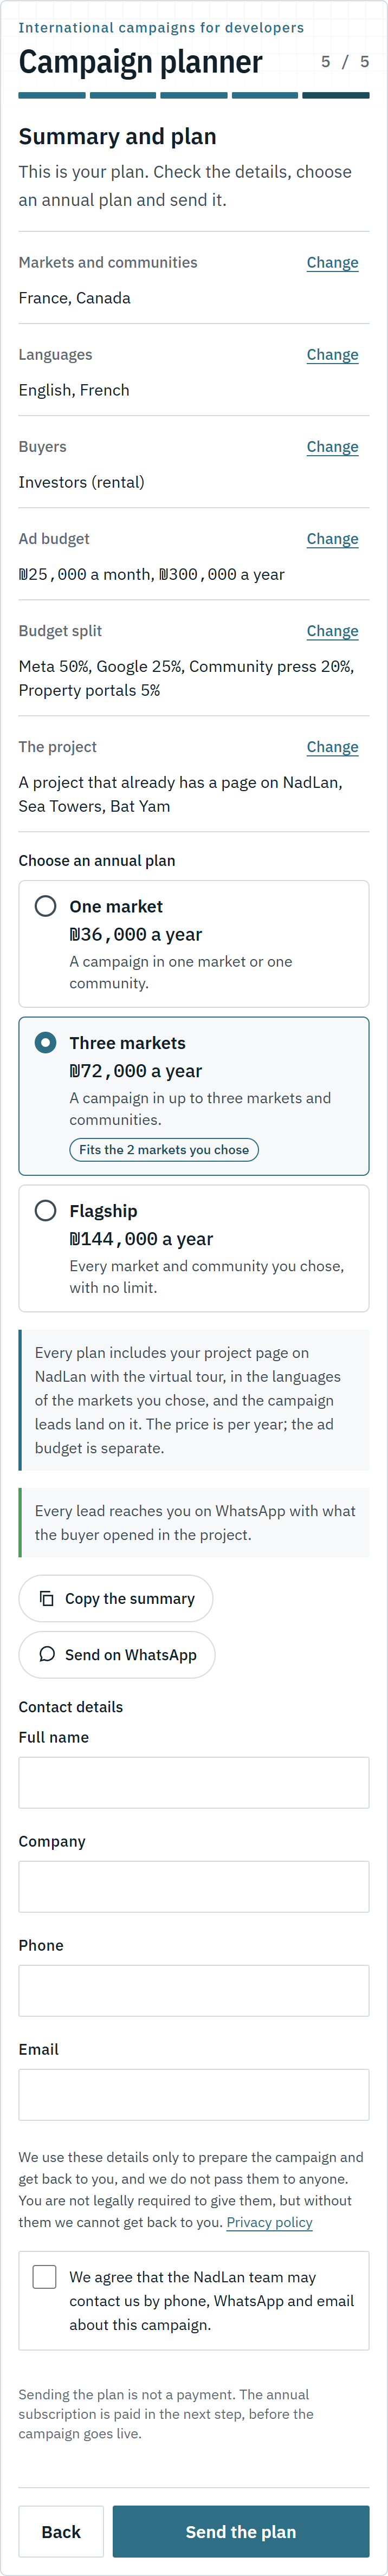 International campaigns for developers
Campaign planner
5 / 5
Summary and plan
This is your plan. Check the details, choose
an annual plan and send it.
Markets and communities
Change
France, Canada
Languages
Change
English, French
Buyers
Change
Investors (rental)
Ad budget
Change
₪25,000 a month, ₪300,000 a year
Budget split
Change
Meta 50%, Google 25%, Community press 20%,
Property portals 5%
The project
Change
A project that already has a page on NadLan,
Sea Towers, Bat Yam
Choose an annual plan
One market
₪36,000 a year
A campaign in one market or one
community.
Three markets
₪72,000 a year
A campaign in up to three markets and
communities.
Fits the 2 markets you chose
Flagship
₪144,000 a year
Every market and community you chose,
with no limit.
Every plan includes your project page on
NadLan with the virtual tour, in the languages
of the markets you chose, and the campaign
leads land on it. The price is per year; the ad
budget is separate.
Every lead reaches you on WhatsApp with what
the buyer opened in the project.
Copy the summary
Send on WhatsApp
Contact details
Full name
Company
Phone
Email
We use these details only to prepare the campaign and
get back to you, and we do not pass them to anyone.
You are not legally required to give them, but without
them we cannot get back to you. Privacy policy
We agree that the NadLan team may
contact us by phone, WhatsApp and email
about this campaign.
Sending the plan is not a payment. The annual
subscription is paid in the next step, before the
campaign goes live.
Back
Send the plan